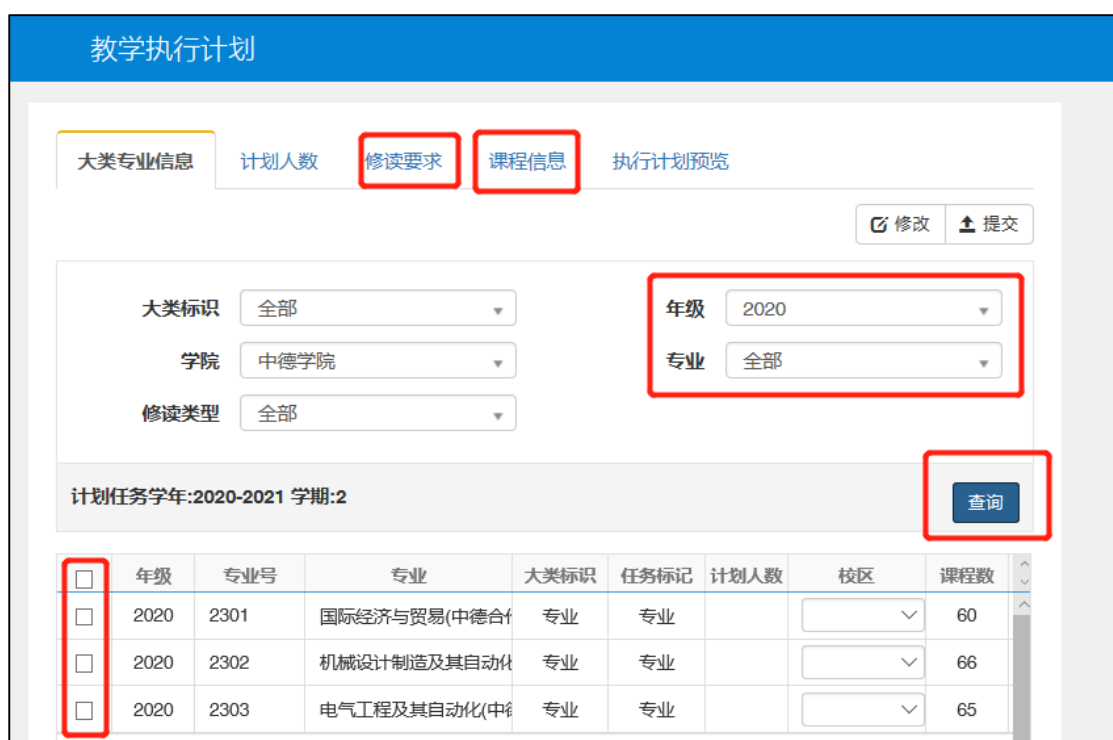 教学执行计划
大类专业信息 计划人数 修读要求 课程信息 执行计划预览
修改 提交
大类标识 全部 年级 2020
学院 中德学院 专业 全部
修读类型 全部
计划任务学年:2020-2021 学期:2 查询
年级 专业号 专业 大类标识 任务标记 计划人数 校区 课程数
2020 2301 国际经济与贸易(中德合作 专业 专业 60
2020 2302 机械设计制造及其自动化 专业 专业 66
2020 2303 电气工程及其自动化(中德 专业 专业 65